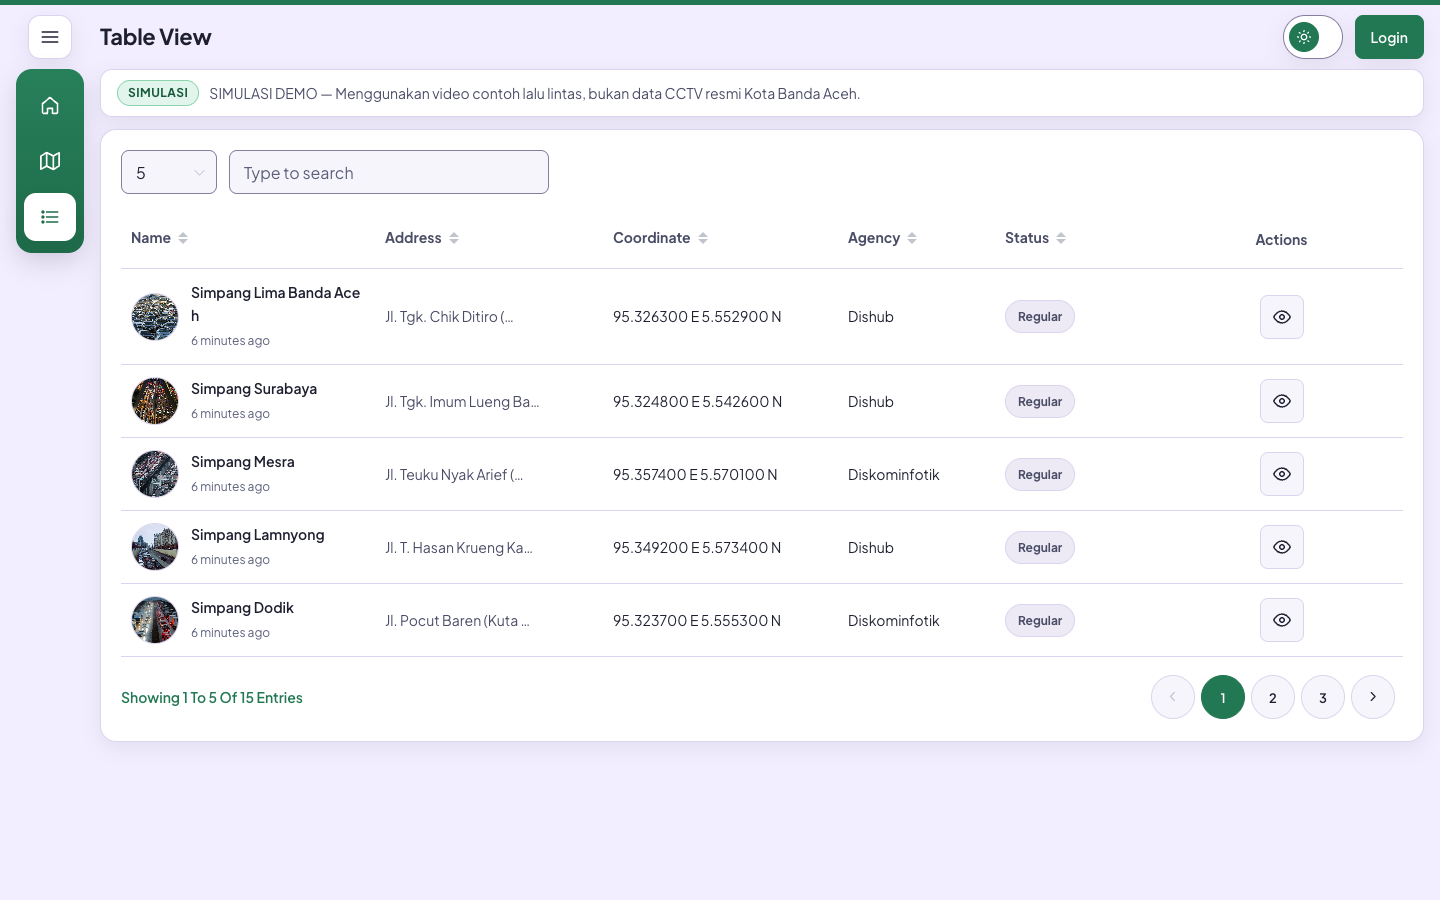 Table View
Login
SIMULASI SIMULASI DEMO — Menggunakan video contoh lalu lintas, bukan data CCTV resmi Kota Banda Aceh.
5 Type to search
Name Address Coordinate Agency Status Actions
Simpang Lima Banda Ace
h
6 minutes ago
Jl. Tgk. Chik Ditiro (... 95.326300 E 5.552900 N Dishub Regular
Simpang Surabaya
6 minutes ago
Jl. Tgk. Imum Lueng Ba... 95.324800 E 5.542600 N Dishub Regular
Simpang Mesra
6 minutes ago
Jl. Teuku Nyak Arief (... 95.357400 E 5.570100 N Diskominfotik Regular
Simpang Lamnyong
6 minutes ago
Jl. T. Hasan Krueng Ka... 95.349200 E 5.573400 N Dishub Regular
Simpang Dodik
6 minutes ago
Jl. Pocut Baren (Kuta ... 95.323700 E 5.555300 N Diskominfotik Regular
Showing 1 To 5 Of 15 Entries
1 2 3